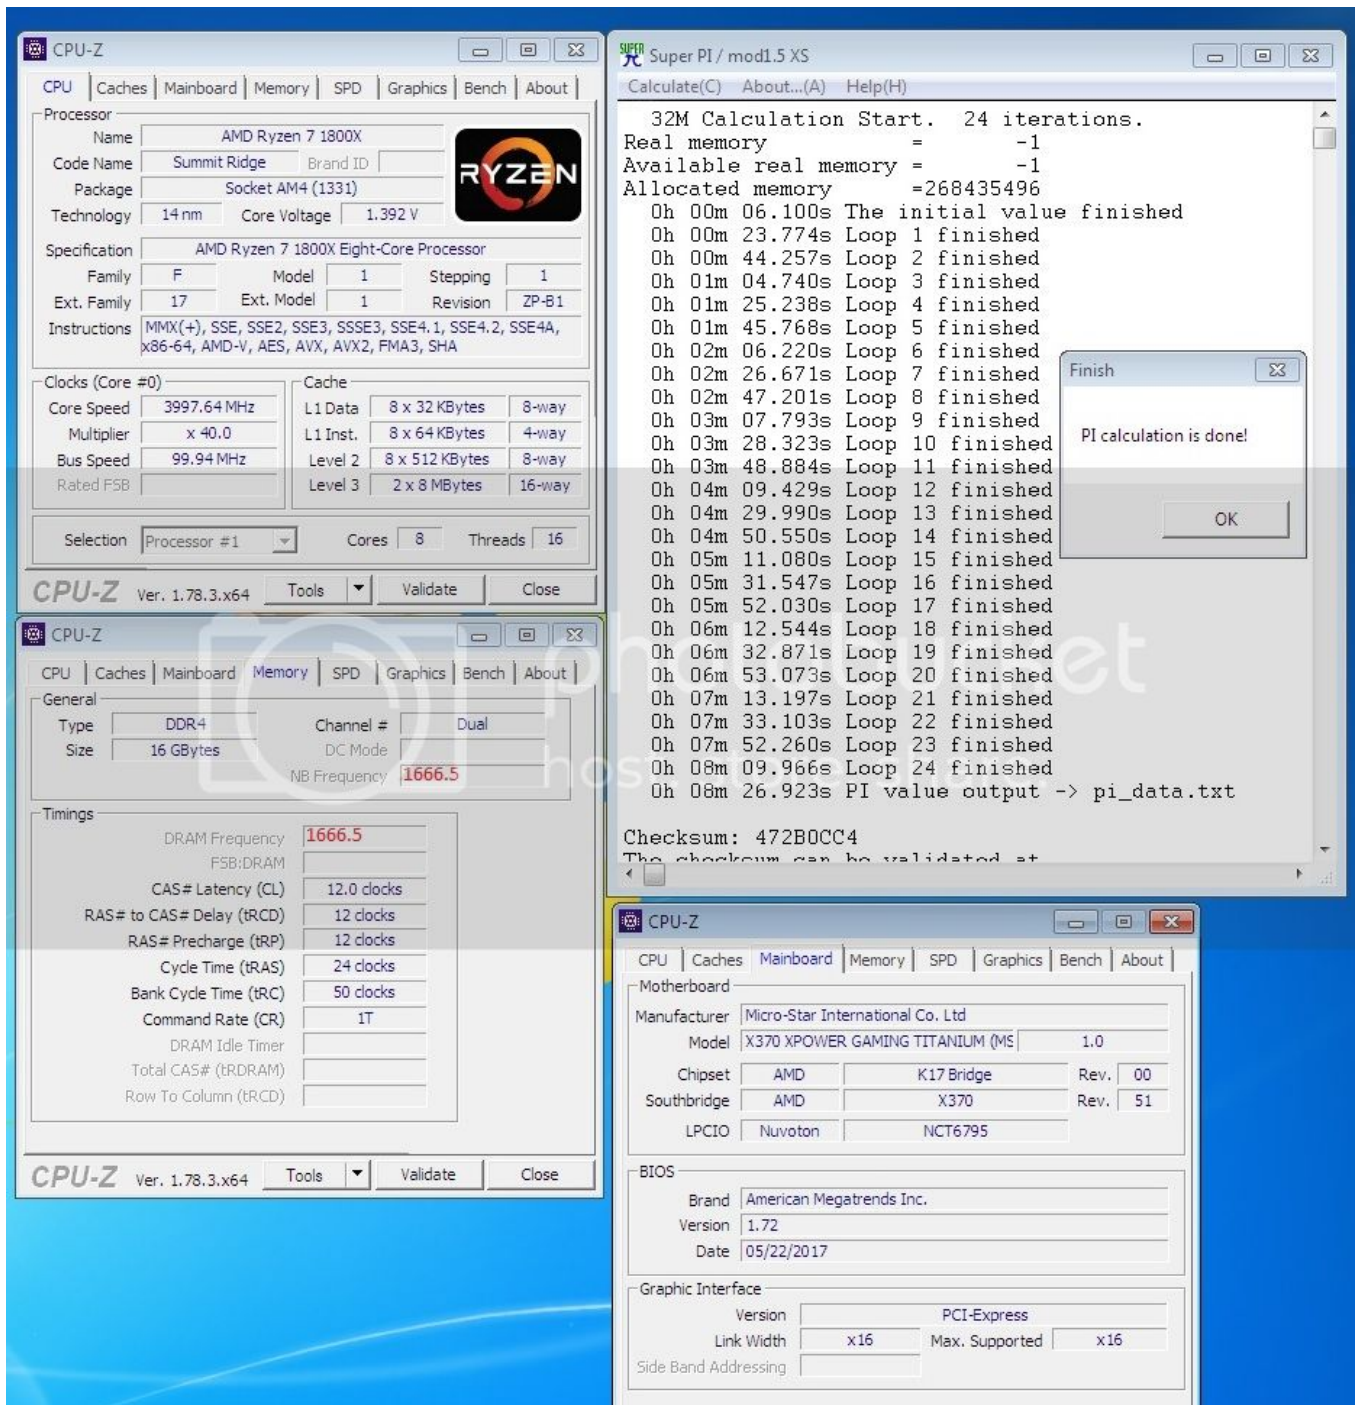 CPU-Z
CPU Caches Mainboard Memory SPD Graphics Bench About
Processor
Name AMD Ryzen 7 1800X
Code Name Summit Ridge Brand ID
Package Socket AM4 (1331)
Technology 14 nm Core Voltage 1.392 V
RYZEN
Specification AMD Ryzen 7 1800X Eight-Core Processor
Family F Model 1 Stepping 1
Ext. Family 17 Ext. Model 1 Revision ZP-B1
Instructions MMX(+), SSE, SSE2, SSE3, SSSE3, SSE4.1, SSE4.2, SSE4A,
x86-64, AMD-V, AES, AVX, AVX2, FMA3, SHA
Clocks (Core #0)
Core Speed 3997.64 MHz
Multiplier x 40.0
Bus Speed 99.94 MHz
Rated FSB
Cache
L1 Data 8 x 32 KBytes 8-way
L1 Inst. 8 x 64 KBytes 4-way
Level 2 8 x 512 KBytes 8-way
Level 3 2 x 8 MBytes 16-way
Selection Processor #1 Cores 8 Threads 16
CPU-Z Ver. 1.78.3.x64 Tools Validate Close
CPU-Z
CPU Caches Mainboard Memory SPD Graphics Bench About
General
Type DDR4 Channel # Dual
Size 16 GBytes DC Mode
NB Frequency 1666.5
Timings
DRAM Frequency 1666.5
FSB:DRAM
CAS# Latency (CL) 12.0 clocks
RAS# to CAS# Delay (tRCD) 12 clocks
RAS# Precharge (tRP) 12 clocks
Cycle Time (tRAS) 24 clocks
Bank Cycle Time (tRC) 50 clocks
Command Rate (CR) 1T
DRAM Idle Timer
Total CAS# (tRDRAM)
Row To Column (tRCD)
CPU-Z Ver. 1.78.3.x64 Tools Validate Close
SUPER π Super PI / mod1.5 XS
Calculate(C) About...(A) Help(H)
32M Calculation Start. 24 iterations.
Real memory = -1
Available real memory = -1
Allocated memory =268435496
0h 00m 06.100s The initial value finished
0h 00m 23.774s Loop 1 finished
0h 00m 44.257s Loop 2 finished
0h 01m 04.740s Loop 3 finished
0h 01m 25.238s Loop 4 finished
0h 01m 45.768s Loop 5 finished
0h 02m 06.220s Loop 6 finished
0h 02m 26.671s Loop 7 finished
0h 02m 47.201s Loop 8 finished
0h 03m 07.793s Loop 9 finished
0h 03m 28.323s Loop 10 finished
0h 03m 48.884s Loop 11 finished
0h 04m 09.429s Loop 12 finished
0h 04m 29.990s Loop 13 finished
0h 04m 50.550s Loop 14 finished
0h 05m 11.080s Loop 15 finished
0h 05m 31.547s Loop 16 finished
0h 05m 52.030s Loop 17 finished
0h 06m 12.544s Loop 18 finished
0h 06m 32.871s Loop 19 finished
0h 06m 53.073s Loop 20 finished
0h 07m 13.197s Loop 21 finished
0h 07m 33.103s Loop 22 finished
0h 07m 52.260s Loop 23 finished
0h 08m 09.966s Loop 24 finished
0h 08m 26.923s PI value output -> pi_data.txt
Checksum: 472B0CC4
The checksum can be validated at
Finish
PI calculation is done!
OK
photobucket
host. store. share.
CPU-Z
CPU Caches Mainboard Memory SPD Graphics Bench About
Motherboard
Manufacturer Micro-Star International Co. Ltd
Model X370 XPOWER GAMING TITANIUM (MS 1.0
Chipset AMD K17 Bridge Rev. 00
Southbridge AMD X370 Rev. 51
LPCIO Nuvoton NCT6795
BIOS
Brand American Megatrends Inc.
Version 1.72
Date 05/22/2017
Graphic Interface
Version PCI-Express
Link Width x16 Max. Supported x16
Side Band Addressing